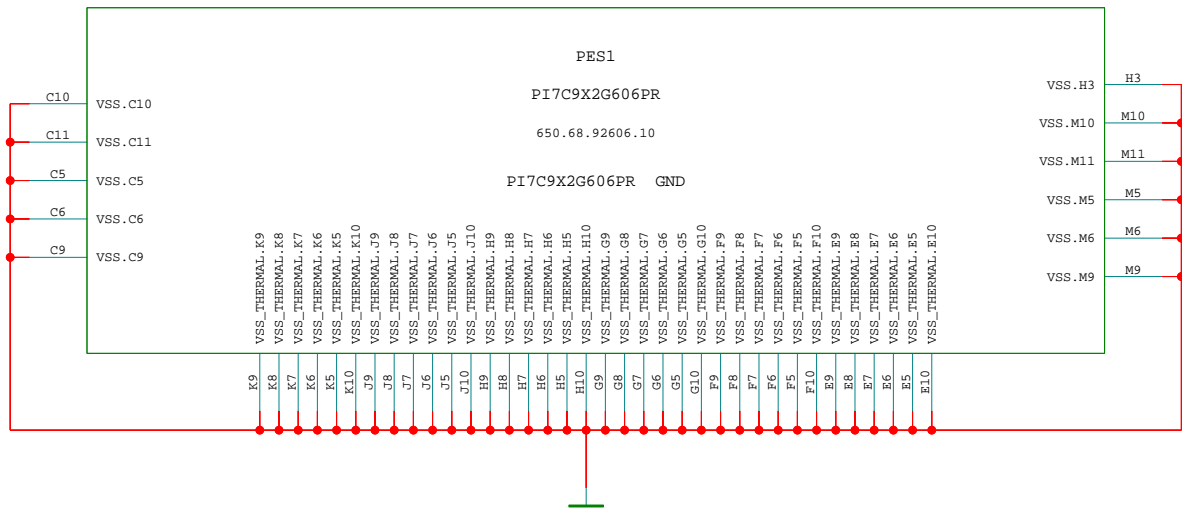 PES1
PI7C9X2G606PR
650.68.92606.10
PI7C9X2G606PR GND
C10 VSS.C10
C11 VSS.C11
C5 VSS.C5
C6 VSS.C6
C9 VSS.C9
VSS.H3 H3
VSS.M10 M10
VSS.M11 M11
VSS.M5 M5
VSS.M6 M6
VSS.M9 M9
VSS_THERMAL.K9 K9
VSS_THERMAL.K8 K8
VSS_THERMAL.K7 K7
VSS_THERMAL.K6 K6
VSS_THERMAL.K5 K5
VSS_THERMAL.K10 K10
VSS_THERMAL.J9 J9
VSS_THERMAL.J8 J8
VSS_THERMAL.J7 J7
VSS_THERMAL.J6 J6
VSS_THERMAL.J5 J5
VSS_THERMAL.J10 J10
VSS_THERMAL.H9 H9
VSS_THERMAL.H8 H8
VSS_THERMAL.H7 H7
VSS_THERMAL.H6 H6
VSS_THERMAL.H5 H5
VSS_THERMAL.H10 H10
VSS_THERMAL.G9 G9
VSS_THERMAL.G8 G8
VSS_THERMAL.G7 G7
VSS_THERMAL.G6 G6
VSS_THERMAL.G5 G5
VSS_THERMAL.G10 G10
VSS_THERMAL.F9 F9
VSS_THERMAL.F8 F8
VSS_THERMAL.F7 F7
VSS_THERMAL.F6 F6
VSS_THERMAL.F5 F5
VSS_THERMAL.F10 F10
VSS_THERMAL.E9 E9
VSS_THERMAL.E8 E8
VSS_THERMAL.E7 E7
VSS_THERMAL.E6 E6
VSS_THERMAL.E5 E5
VSS_THERMAL.E10 E10